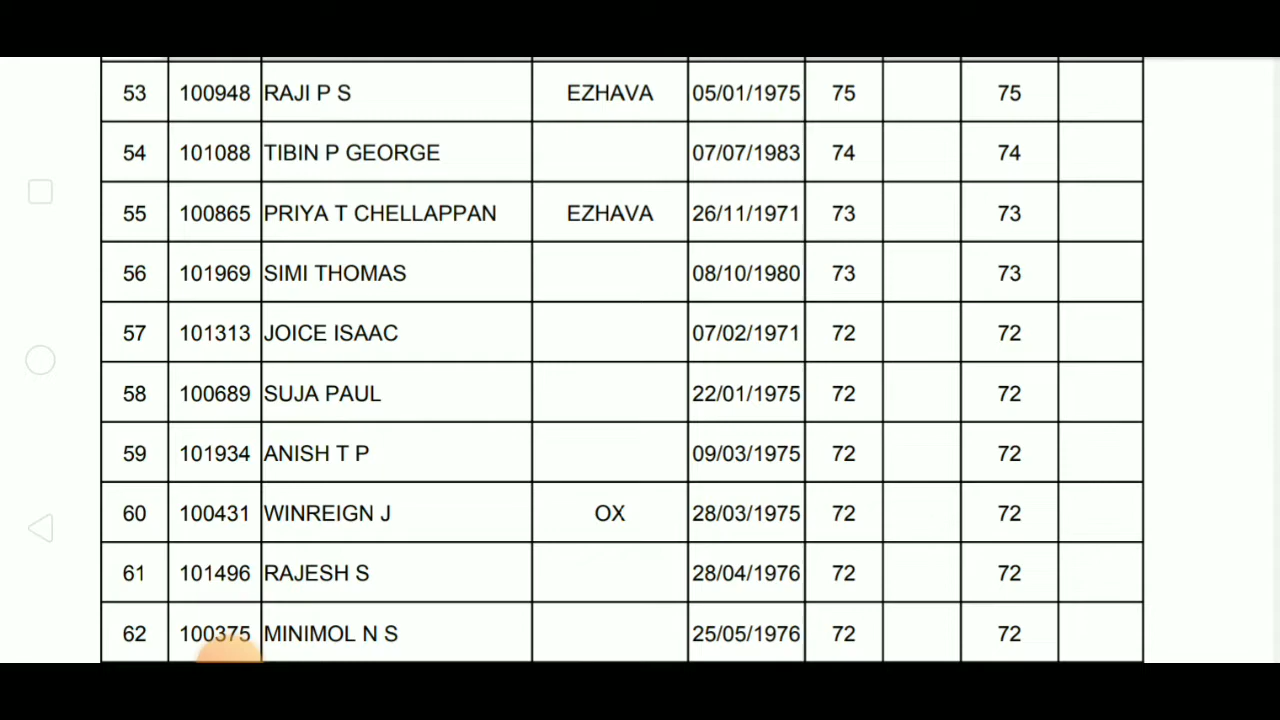 53 100948 RAJI P S EZHAVA 05/01/1975 75 75
54 101088 TIBIN P GEORGE 07/07/1983 74 74
55 100865 PRIYA T CHELLAPPAN EZHAVA 26/11/1971 73 73
56 101969 SIMI THOMAS 08/10/1980 73 73
57 101313 JOICE ISAAC 07/02/1971 72 72
58 100689 SUJA PAUL 22/01/1975 72 72
59 101934 ANISH T P 09/03/1975 72 72
60 100431 WINREIGN J OX 28/03/1975 72 72
61 101496 RAJESH S 28/04/1976 72 72
62 100375 MINIMOL N S 25/05/1976 72 72